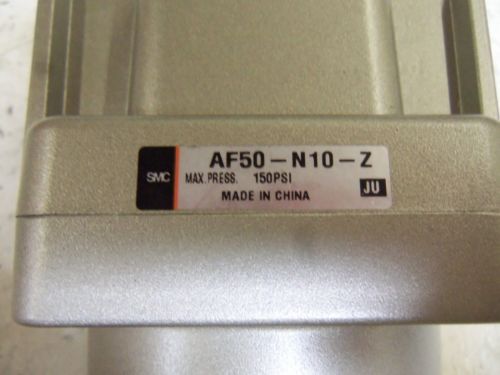 AF50-N10-Z
SMC MAX.PRESS. 150PSI
MADE IN CHINA JU